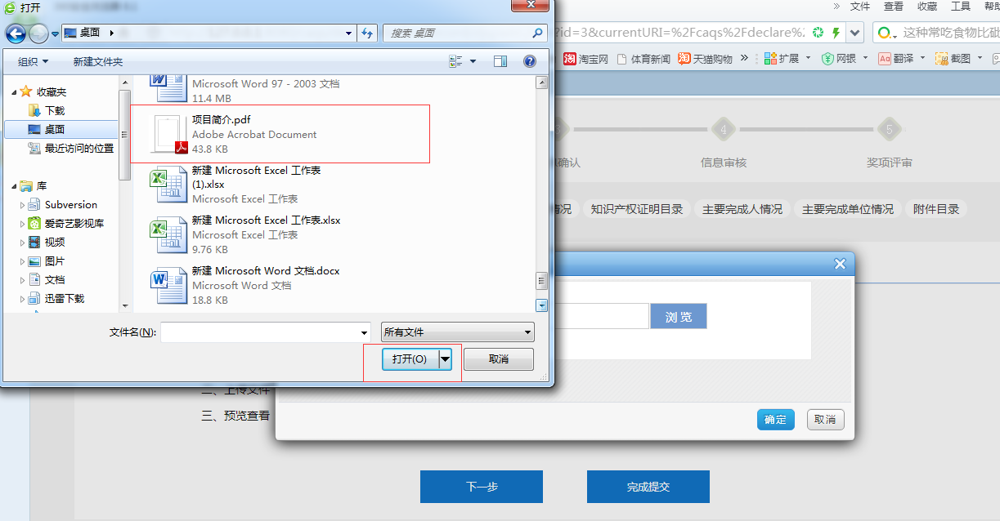 打开
» 文件 查看 收藏 工具 帮助
桌面
搜索 桌面
?id=3&currentURI=%2Fcaqs%2Fdeclare%2
这种常吃食物比砒
组织 新建文件夹
淘宝网 体育新闻 天猫购物 » 扩展 网银 Aa 翻译 截图
收藏夹
下载
桌面
最近访问的位置
库
Subversion
爱奇艺影视库
视频
图片
文档
迅雷下载
Microsoft Word 97 - 2003 文档
11.4 MB
项目简介.pdf
Adobe Acrobat Document
43.8 KB
新建 Microsoft Excel 工作表
(1).xlsx
Microsoft Excel 工作表
新建 Microsoft Excel 工作表.xlsx
Microsoft Excel 工作表
9.76 KB
新建 Microsoft Word 文档.docx
Microsoft Word 文档
18.8 KB
文件名(N):
所有文件
打开(O)
取消
4 5
确认 信息审核 奖项评审
情况 知识产权证明目录 主要完成人情况 主要完成单位情况 附件目录
浏 览
二、上传文件
三、预览查看
确定 取消
下一步 完成提交